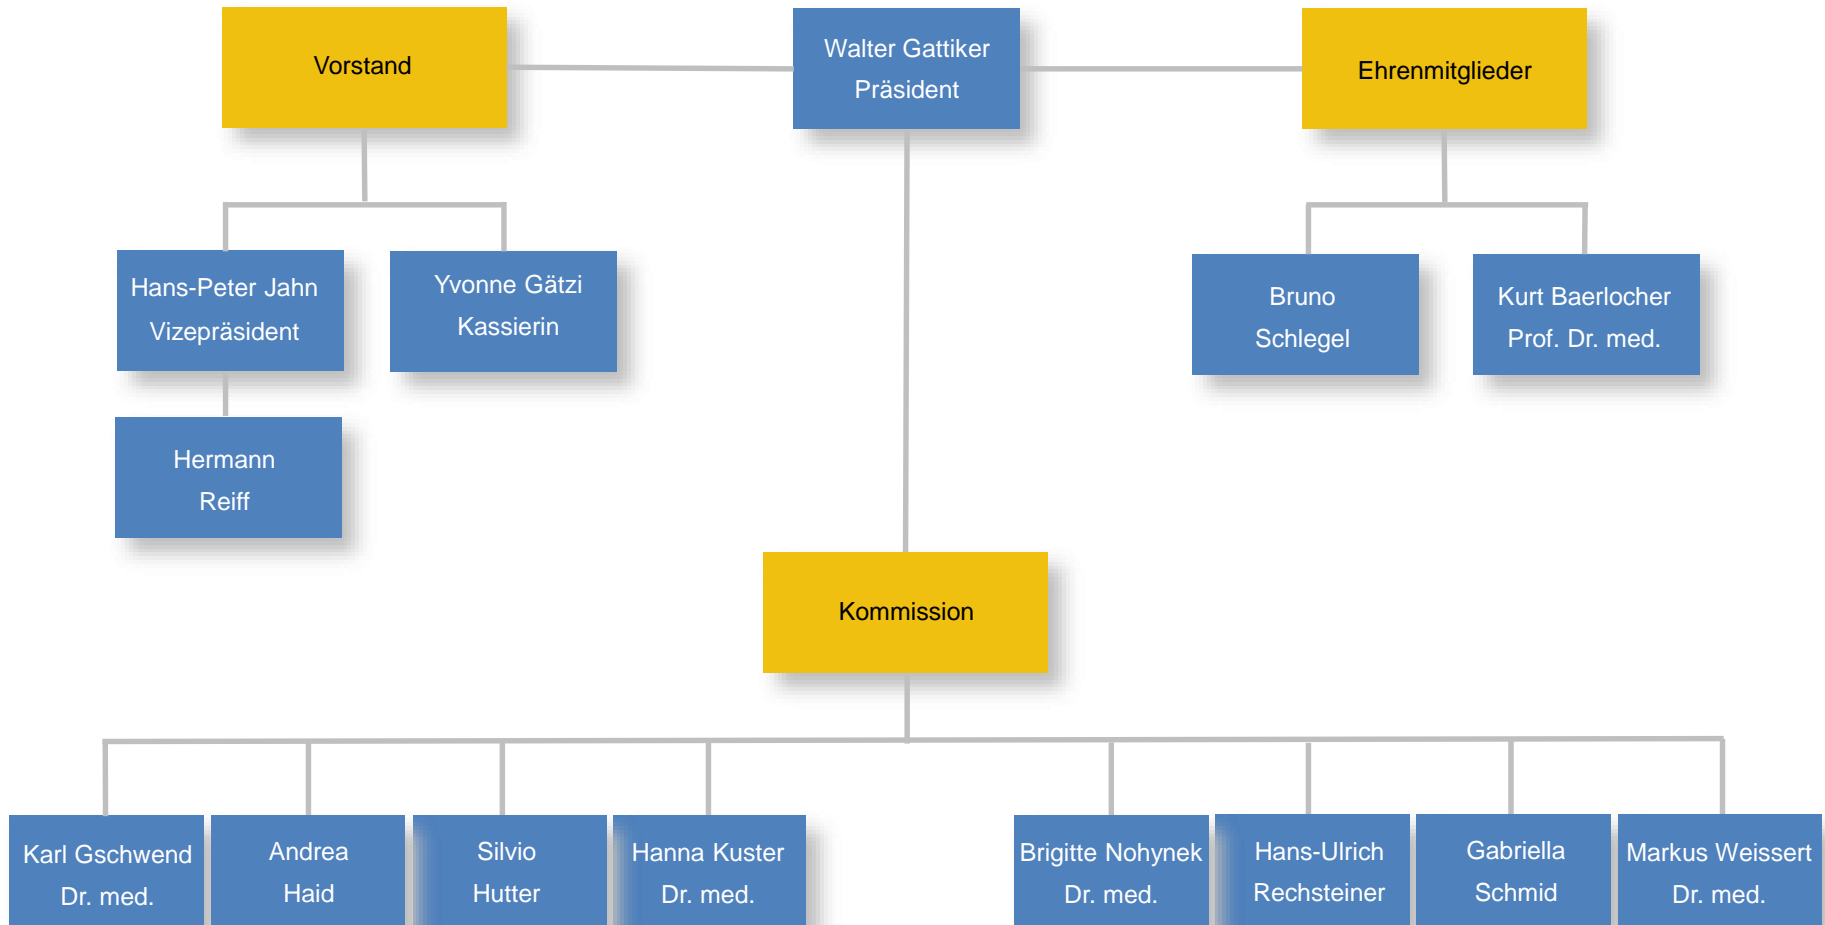 Vorstand
Walter Gattiker
Präsident
Ehrenmitglieder
Hans-Peter Jahn
Vizepräsident
Yvonne Gätzi
Kassierin
Bruno
Schlegel
Kurt Baerlocher
Prof. Dr. med.
Hermann
Reiff
Kommission
Karl Gschwend
Dr. med.
Andrea
Haid
Silvio
Hutter
Hanna Kuster
Dr. med.
Brigitte Nohynek
Dr. med.
Hans-Ulrich
Rechsteiner
Gabriella
Schmid
Markus Weissert
Dr. med.